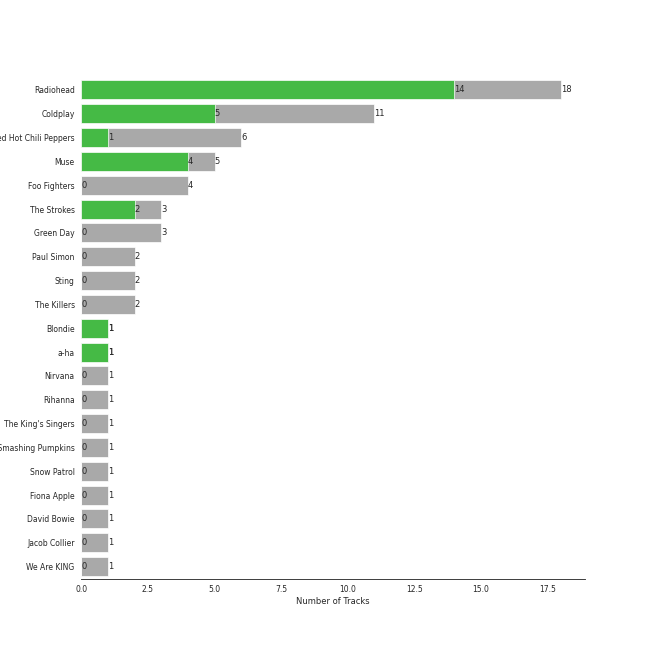 Radiohead 14 18
Coldplay 5 11
ed Hot Chili Peppers 1 6
Muse 4 5
Foo Fighters 0 4
The Strokes 2 3
Green Day 0 3
Paul Simon 0 2
Sting 0 2
The Killers 0 2
Blondie 1
a-ha 1
Nirvana 0 1
Rihanna 0 1
The King's Singers 0 1
Smashing Pumpkins 0 1
Snow Patrol 0 1
Fiona Apple 0 1
David Bowie 0 1
Jacob Collier 0 1
We Are KING 0 1
0.0 2.5 5.0 7.5 10.0 12.5 15.0 17.5
Number of Tracks